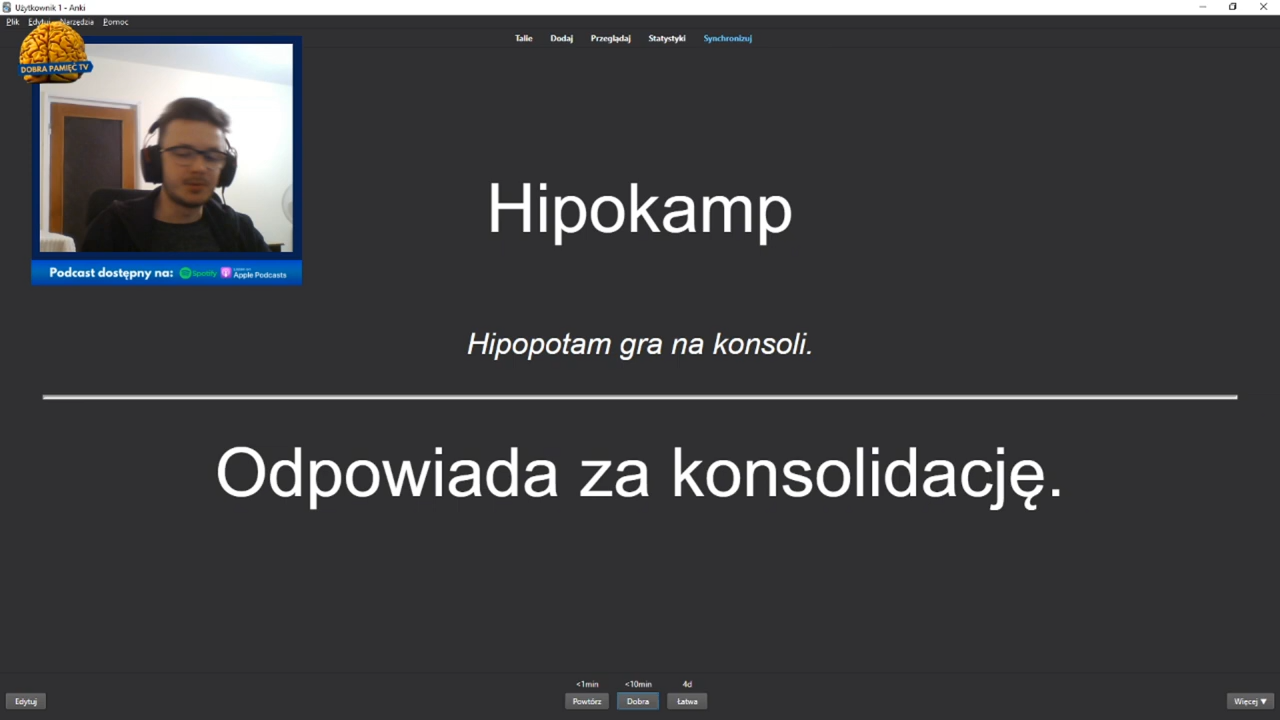 Użytkownik 1 - Anki
Plik Edytuj Narzędzia Pomoc
Talie Dodaj Przeglądaj Statystyki Synchronizuj
DOBRA PAMIĘĆ TV
Podcast dostępny na: Spotify Apple Podcasts
Hipokamp
Hipopotam gra na konsoli.
Odpowiada za konsolidację.
<1min <10min 4d
Edytuj Powtórz Dobra Łatwa Więcej ▼